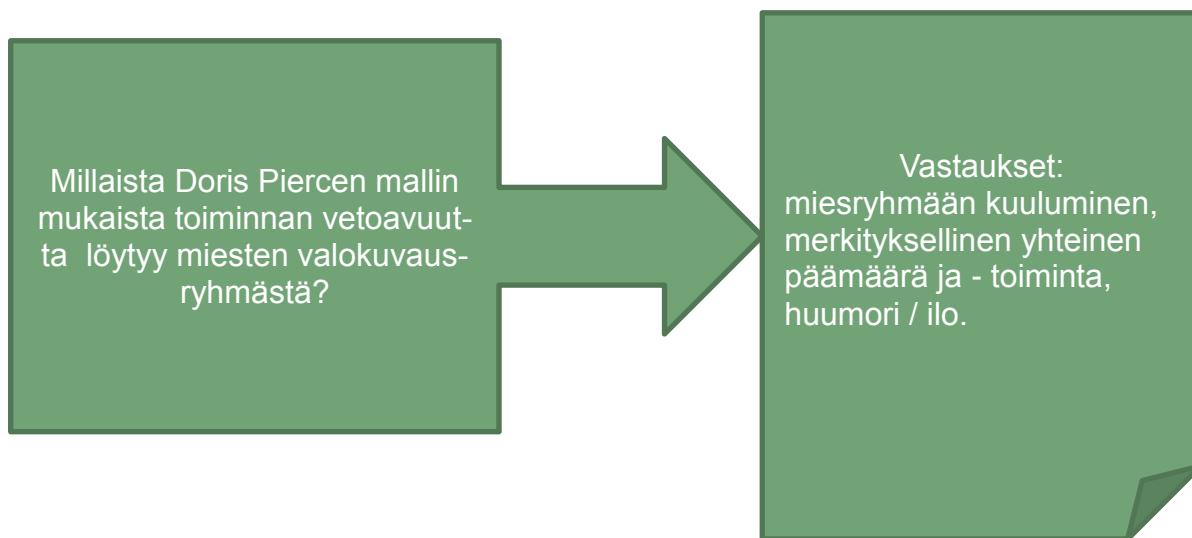 Millaista Doris Piercen mallin
mukaista toiminnan vetoavuut-
ta  löytyy miesten valokuvaus-
ryhmästä?
Vastaukset:
miesryhmään kuuluminen,
merkityksellinen yhteinen
päämäärä ja - toiminta,
huumori / ilo.